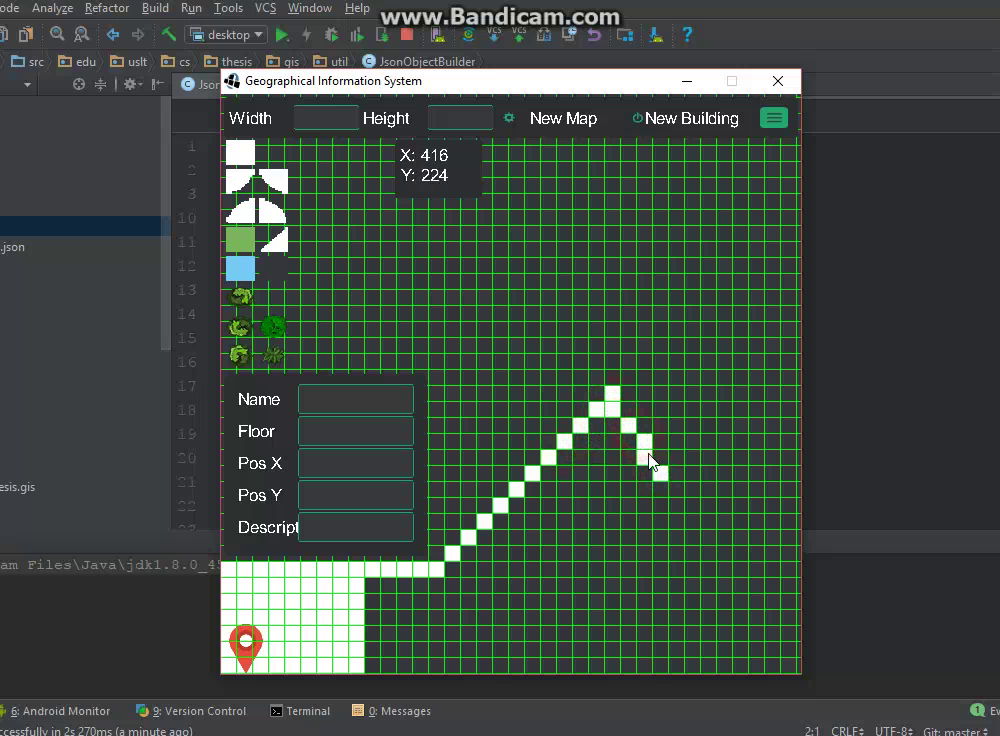 ode Analyze Refactor Build Run Tools VCS Window Help
www.Bandicam.com
desktop
VCS VCS
src edu uslt cs thesis gis util JsonObjectBuilder
Geographical Information System
Json
Width Height New Map New Building
X: 416
Y: 224
1
2
3
10
11
12
13
14
15
16
17
18
19
20
21
22
.json
esis.gis
Name
Floor
Pos X
Pos Y
Descript
am Files\Java\jdk1.8.0_45
6: Android Monitor 9: Version Control Terminal 0: Messages 1 Ev
ccessfully in 2s 270ms (a minute ago) 2:1 CRLF UTF-8 Git: master